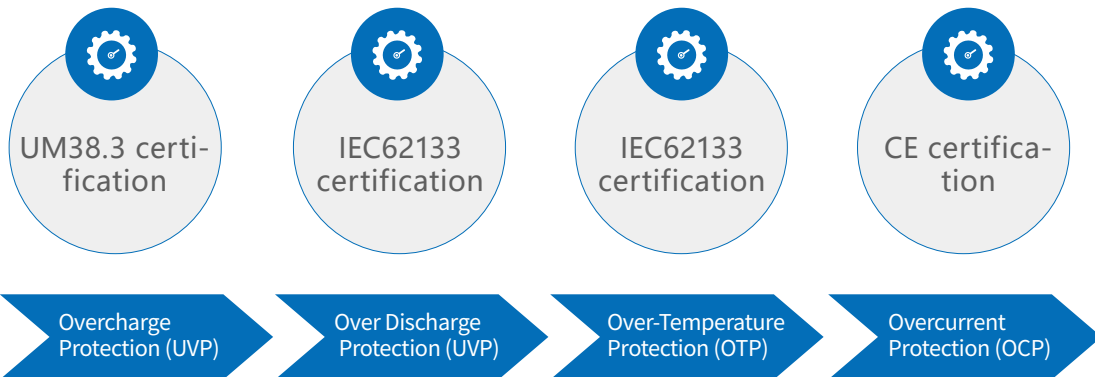 UM38.3 certi-
fication
IEC62133
certification
IEC62133
certification
CE certifica-
tion
Overcharge
Protection (UVP)
Over Discharge
Protection (UVP)
Over-Temperature
Protection (OTP)
Overcurrent
Protection (OCP)